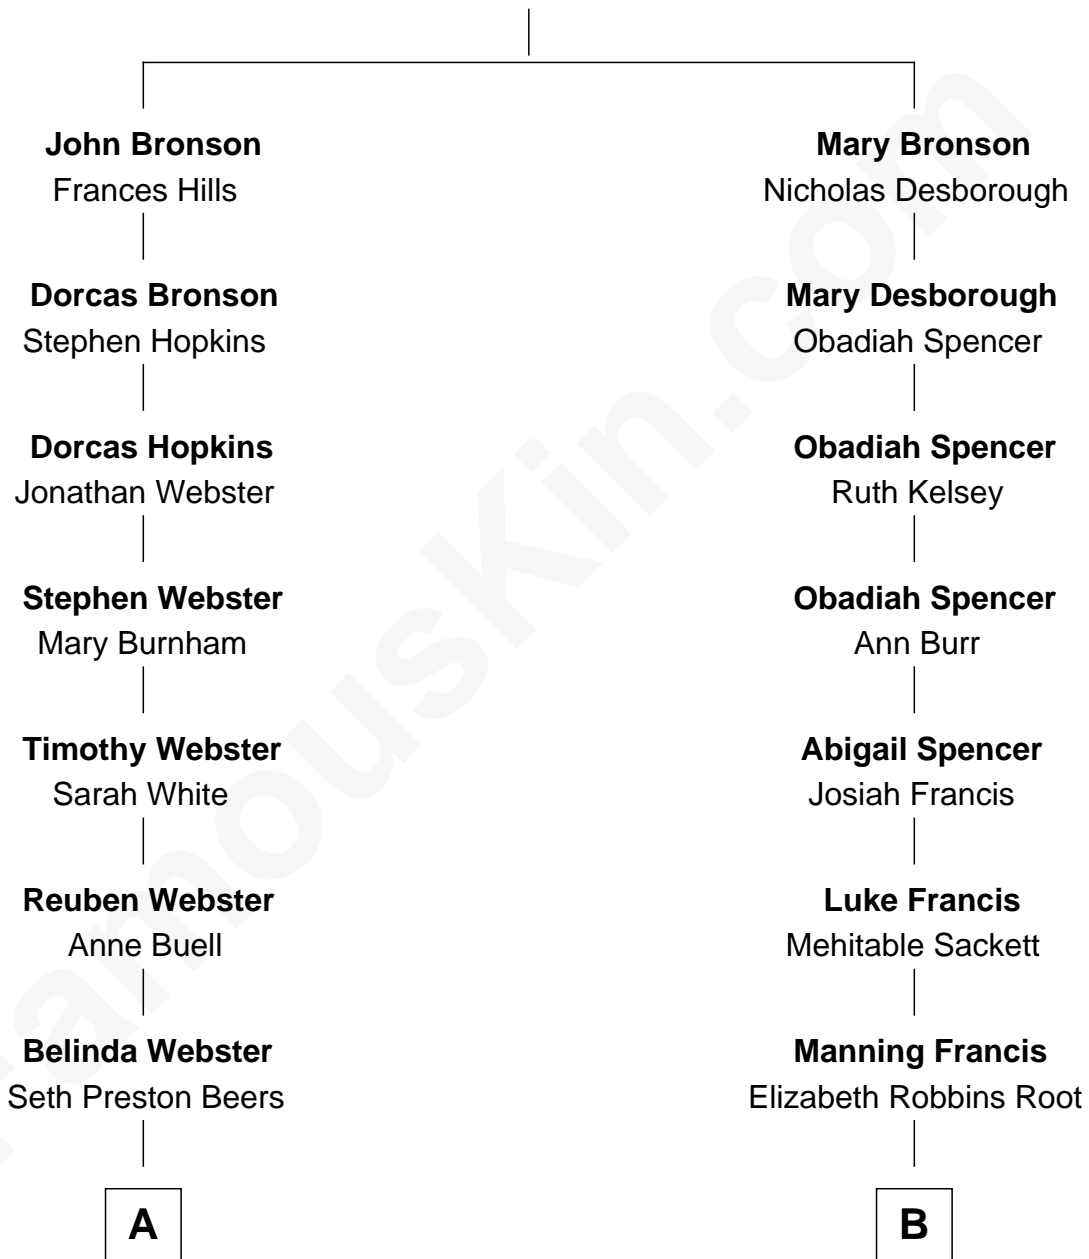 John Bronson
Frances Hills
Dorcas Bronson
Stephen Hopkins
Dorcas Hopkins
Jonathan Webster
Stephen Webster
Mary Burnham
Timothy Webster
Sarah White
Reuben Webster
Anne Buell
Belinda Webster
Seth Preston Beers
A
Mary Bronson
Nicholas Desborough
Mary Desborough
Obadiah Spencer
Obadiah Spencer
Ruth Kelsey
Obadiah Spencer
Ann Burr
Abigail Spencer
Josiah Francis
Luke Francis
Mehitable Sackett
Manning Francis
Elizabeth Robbins Root
B
FamousKin.com